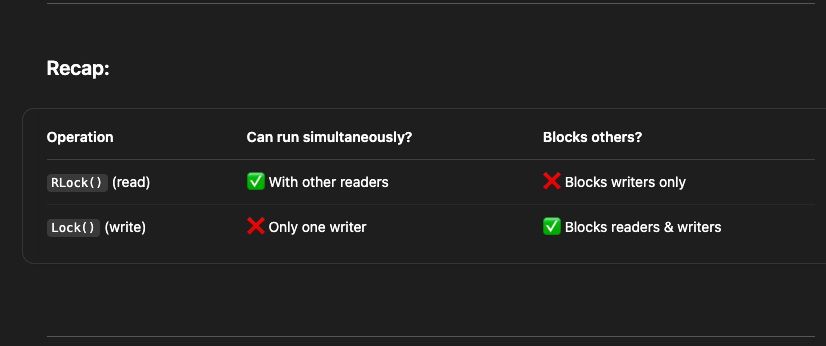 Recap:
Operation Can run simultaneously? Blocks others?
RLock() (read) ✅ With other readers ❌ Blocks writers only
Lock() (write) ❌ Only one writer ✅ Blocks readers & writers